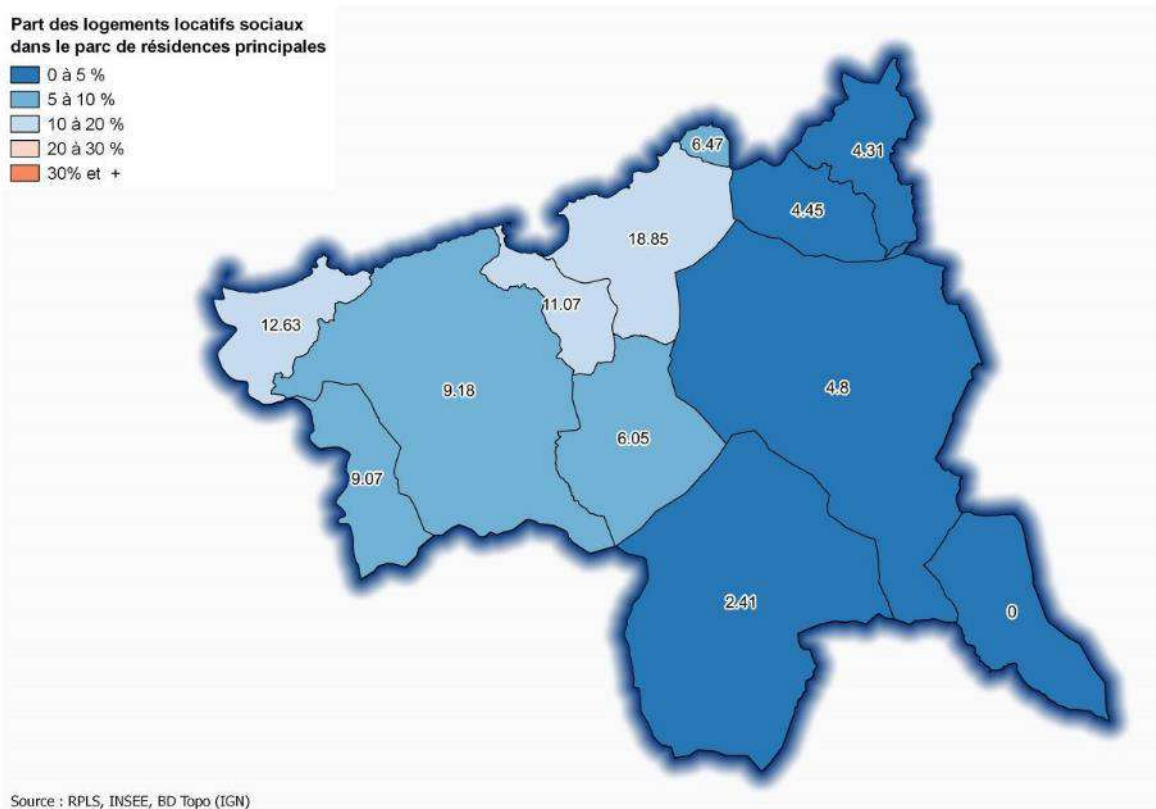 Part des logements locatifs sociaux
dans le parc de résidences principales
0 à 5 %
5 à 10 %
10 à 20 %
20 à 30 %
30% et +
6.47
4.31
4.45
18.85
11.07
12.63
9.18
4.8
6.05
9.07
2.41
0
Source : RPLS, INSEE, BD Topo (IGN)